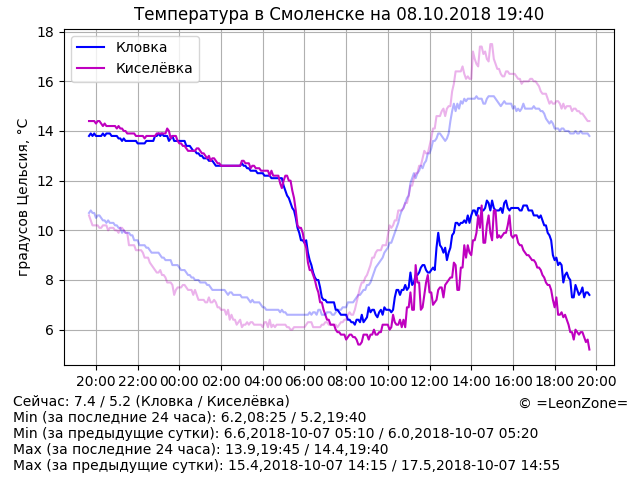 Температура в Смоленске на 08.10.2018 19:40
Кловка
Киселёвка
градусов Цельсия, °C
18
16
14
12
10
8
6
20:00 22:00 00:00 02:00 04:00 06:00 08:00 10:00 12:00 14:00 16:00 18:00 20:00
Сейчас: 7.4 / 5.2 (Кловка / Киселёвка)
© =LeonZone=
Min (за последние 24 часа): 6.2,08:25 / 5.2,19:40
Min (за предыдущие сутки): 6.6,2018-10-07 05:10 / 6.0,2018-10-07 05:20
Max (за последние 24 часа): 13.9,19:45 / 14.4,19:40
Max (за предыдущие сутки): 15.4,2018-10-07 14:15 / 17.5,2018-10-07 14:55